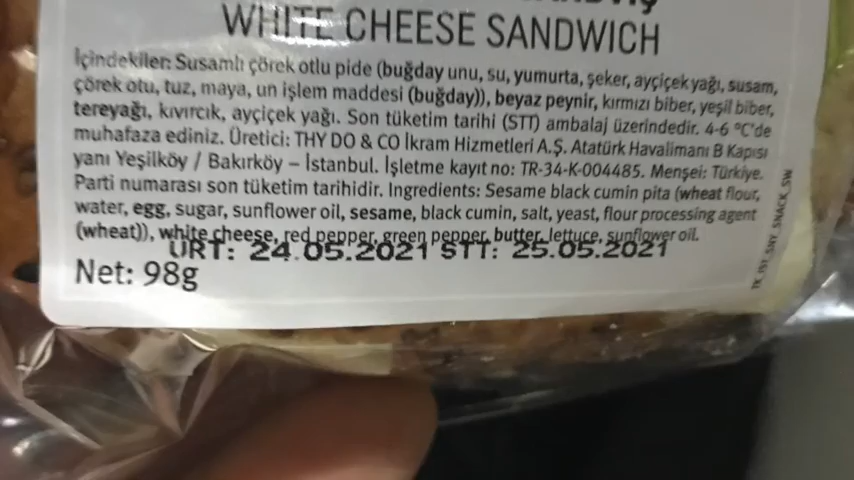 WHITE CHEESE SANDWICH
İçindekiler: Susamlı çörek otlu pide (buğday unu, su, yumurta, şeker, ayçiçek yağı, susam,
çörek otu, tuz, maya, un işlem maddesi (buğday)), beyaz peynir, kırmızı biber, yeşil biber,
tereyağı, kıvırcık, ayçiçek yağı. Son tüketim tarihi (STT) ambalaj üzerindedir. 4-6 °C'de
muhafaza ediniz. Üretici: THY DO & CO İkram Hizmetleri A.Ş. Atatürk Havalimanı B Kapısı
yanı Yeşilköy / Bakırköy – İstanbul. İşletme kayıt no: TR-34-K-004485. Menşei: Türkiye.
Parti numarası son tüketim tarihidir. Ingredients: Sesame black cumin pita (wheat flour,
water, egg, sugar, sunflower oil, sesame, black cumin, salt, yeast, flour processing agent
(wheat)), white cheese, red pepper, green pepper, butter, lettuce, sunflower oil.
ÜRT: 24.05.2021 STT: 25.05.2021
Net: 98g